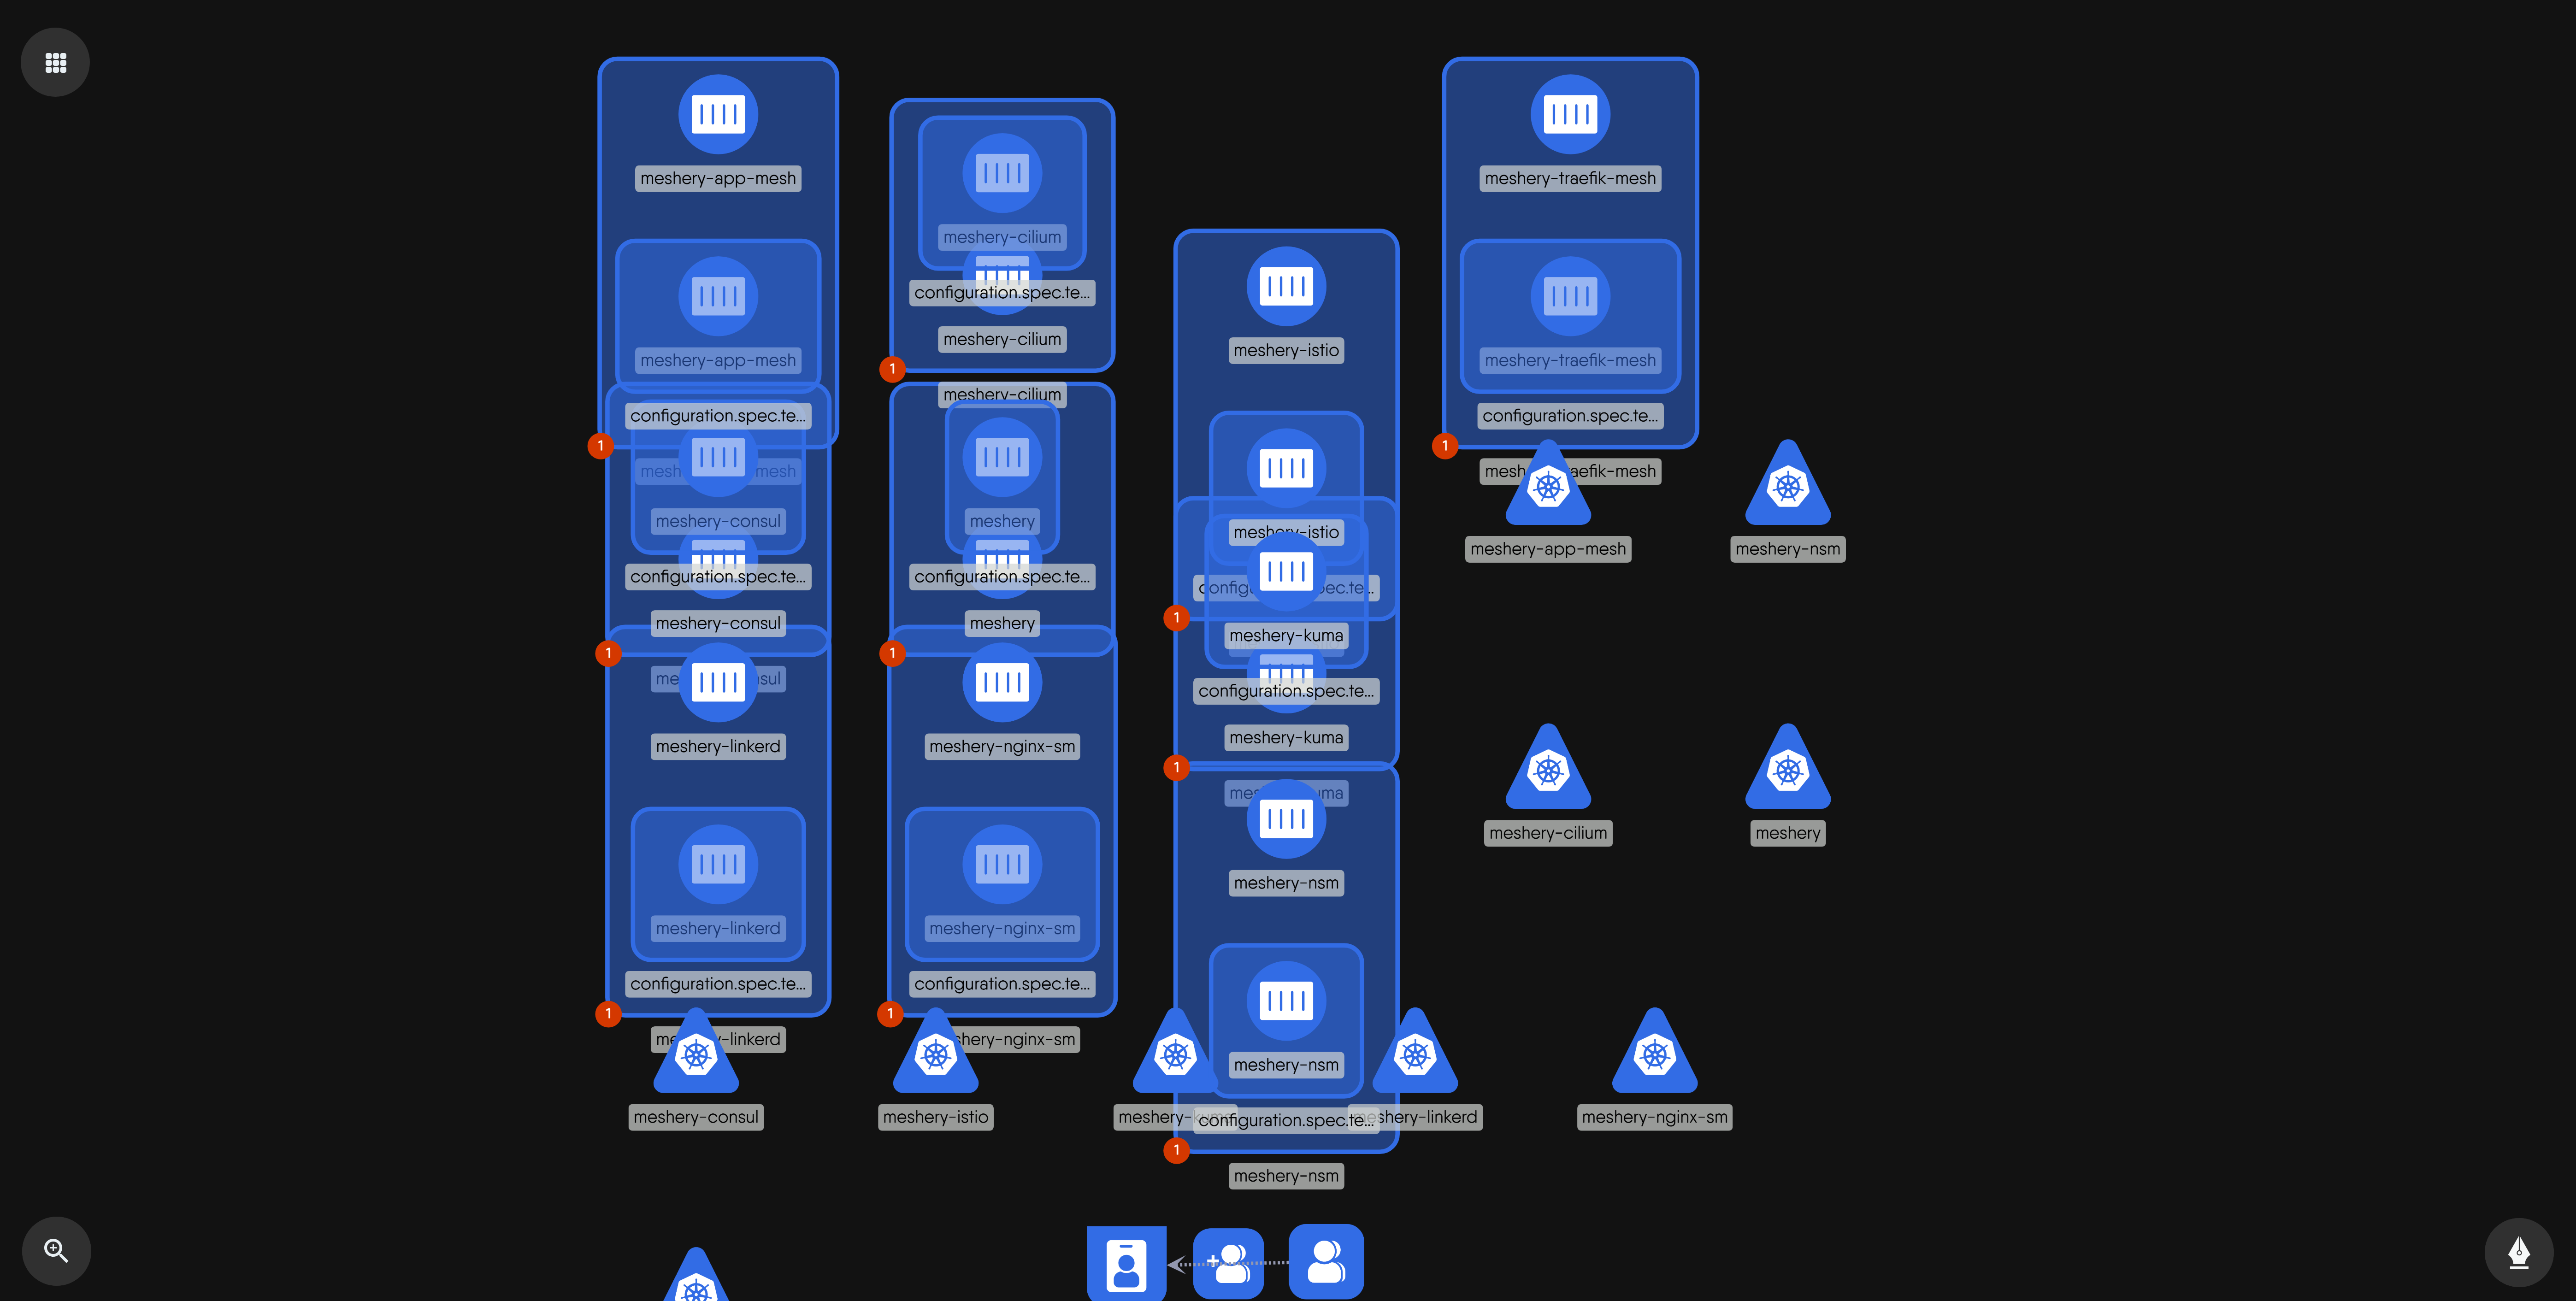 meshery-app-mesh
meshery-app-mesh
configuration.spec.te...
1
mesh mesh
meshery-consul
configuration.spec.te...
meshery-consul
1
me sul
meshery-linkerd
meshery-linkerd
configuration.spec.te...
1
me -linkerd
meshery-cilium
configuration.spec.te...
meshery-cilium
1
meshery-cilium
meshery
configuration.spec.te...
meshery
1
meshery-nginx-sm
meshery-nginx-sm
configuration.spec.te...
1
shery-nginx-sm
meshery-istio
meshery-istio
config pec.te...
1
meshery-kuma
configuration.spec.te...
meshery-kuma
1
mes uma
meshery-nsm
meshery-nsm
configuration.spec.te...
1
meshery-nsm
meshery-traefik-mesh
meshery-traefik-mesh
configuration.spec.te...
1
mesh aefik-mesh
meshery-app-mesh
meshery-nsm
meshery-cilium
meshery
meshery-consul
meshery-istio
meshery-kuma
meshery-linkerd
meshery-nginx-sm